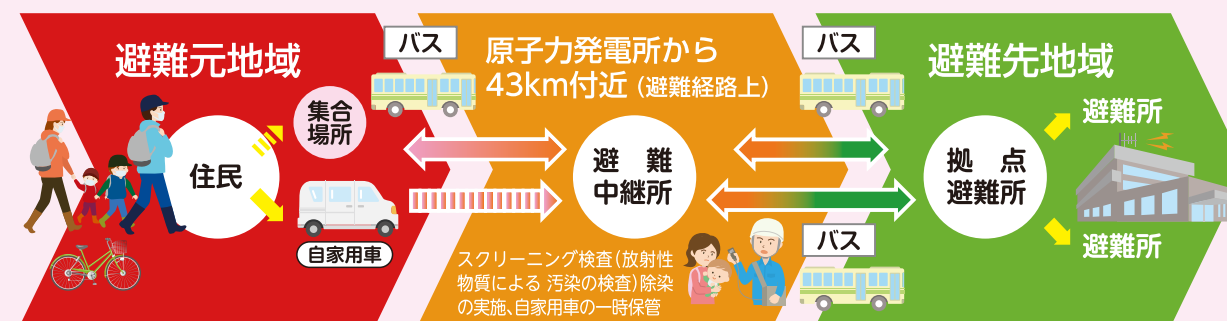 避難元地域
住民
集合
場所
自家用車
バス
原子力発電所から
43km付近（避難経路上）
避 難
中継所
スクリーニング検査（放射性
物質による 汚染の検査）除染
の実施、自家用車の一時保管
バス
バス
避難先地域
拠 点
避難所
避難所
避難所